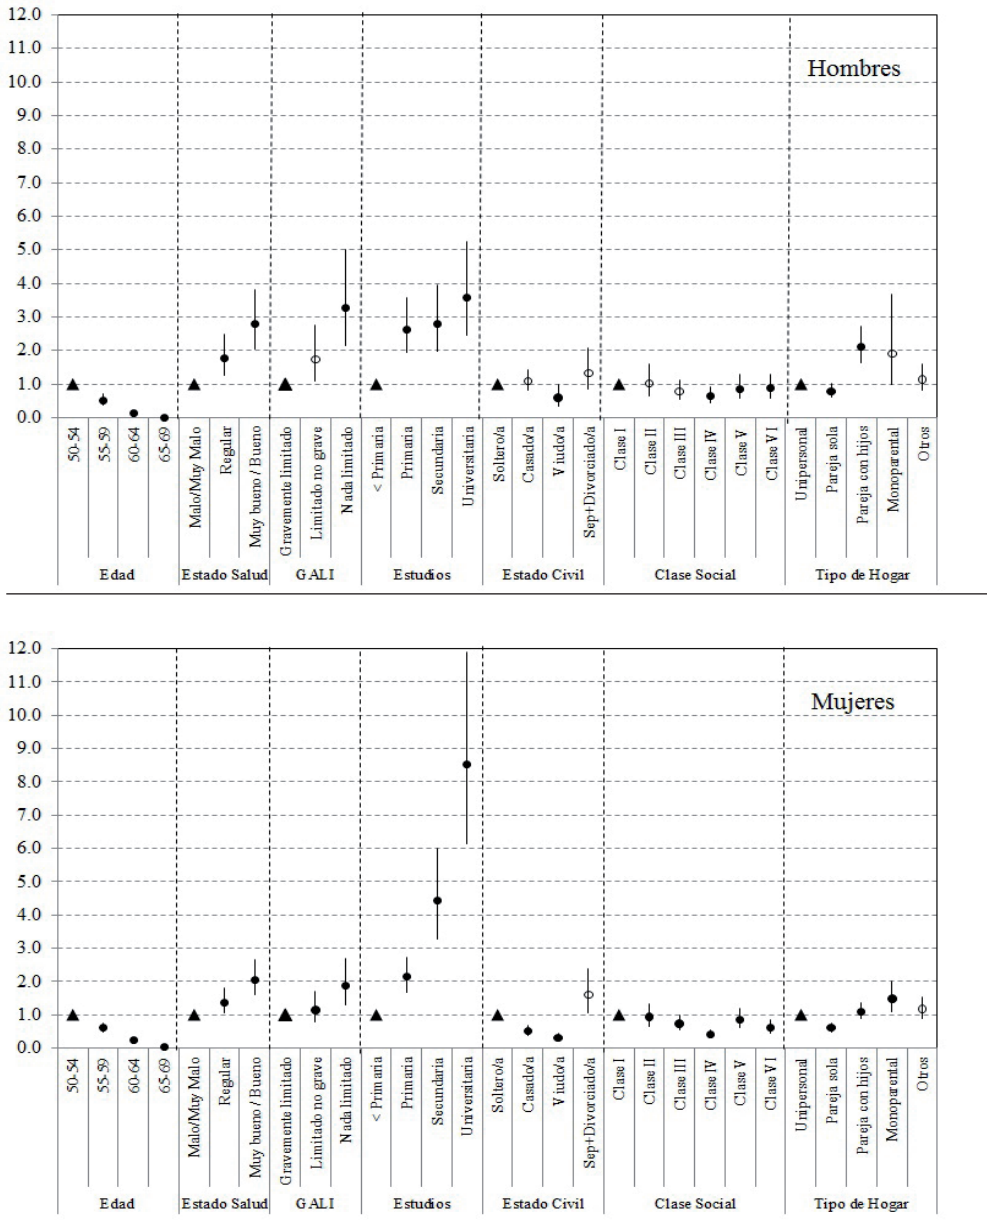 12.0
11.0
10.0
9.0
8.0
7.0
6.0
5.0
4.0
3.0
2.0
1.0
0.0
Hombres
50-54
55-59
60-64
65-69
Malo/Muy Malo
Regular
Muy bueno / Bueno
Gravemente limitado
Limitado no grave
Nada limitado
< Primaria
Primaria
Secundaria
Universitaria
Soltero/a
Casado/a
Viudo/a
Sep+Divorciado/a
Clase I
Clase II
Clase III
Clase IV
Clase V
Clase VI
Unipersonal
Pareja sola
Pareja con hijos
Monoparental
Otros
Edad Estado Salud GALI Estudios Estado Civil Clase Social Tipo de Hogar
12.0
11.0
10.0
9.0
8.0
7.0
6.0
5.0
4.0
3.0
2.0
1.0
0.0
Mujeres
50-54
55-59
60-64
65-69
Malo/Muy Malo
Regular
Muy bueno / Bueno
Gravemente limitado
Limitado no grave
Nada limitado
< Primaria
Primaria
Secundaria
Universitaria
Soltero/a
Casado/a
Viudo/a
Sep+Divorciado/a
Clase I
Clase II
Clase III
Clase IV
Clase V
Clase VI
Unipersonal
Pareja sola
Pareja con hijos
Monoparental
Otros
Edad Estado Salud GALI Estudios Estado Civil Clase Social Tipo de Hogar